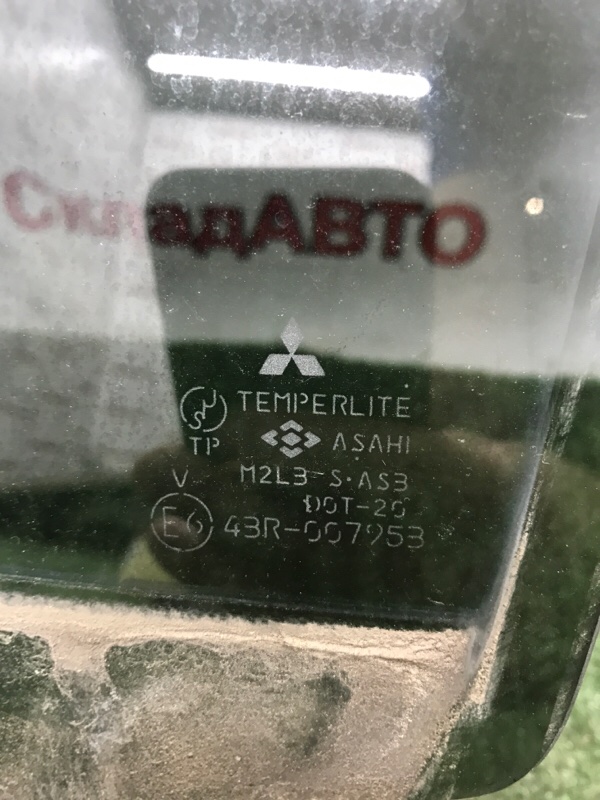 СкладАВТО
TEMPERLITE
TP
ASAHI
M2L3-S·AS3
V
DOT-20
E6 43R-007953